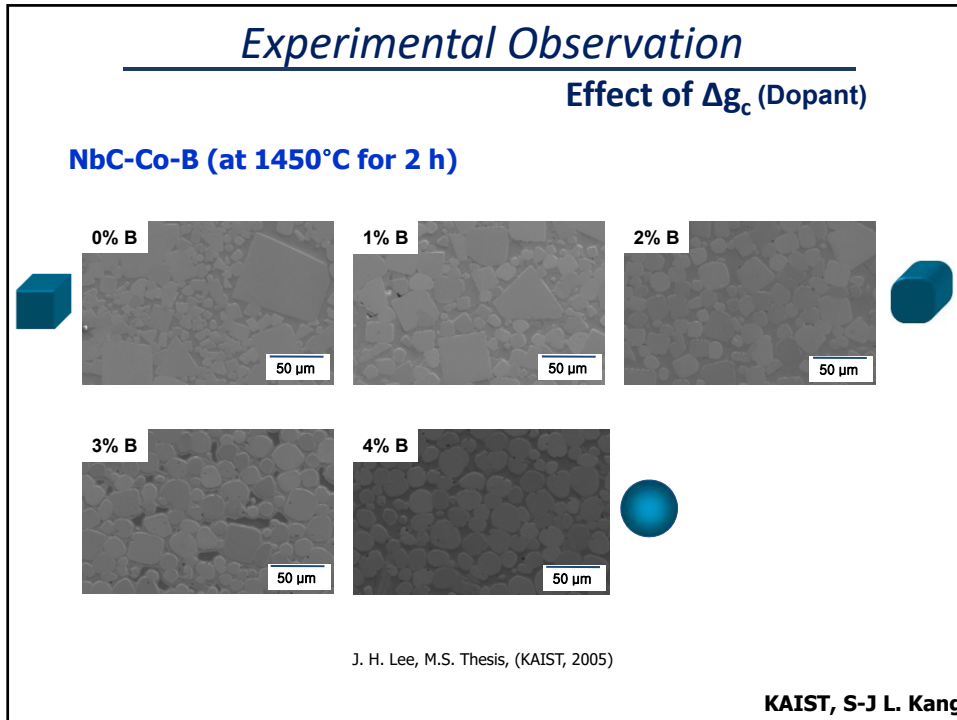 Experimental Observation
Effect of Δgc (Dopant)
NbC-Co-B (at 1450°C for 2 h)
0% B
1% B
2% B
50 µm
50 µm
50 µm
3% B
4% B
50 µm
50 µm
J. H. Lee, M.S. Thesis, (KAIST, 2005)
KAIST, S-J L. Kang